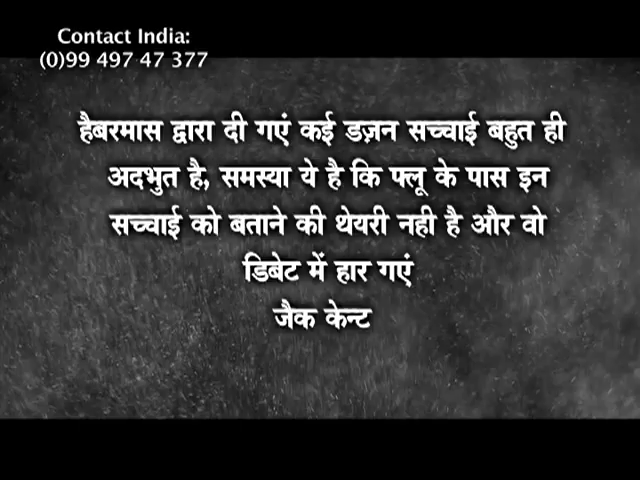 Contact India:
(0)99 497 47 377
हैबरमास द्वारा दी गएं कई डज़न सच्चाई बहुत ही
अदभुत है, समस्या ये है कि फ्लू के पास इन
सच्चाई को बताने की थेयरी नही है और वो
डिबेट में हार गएं
जैक केन्ट